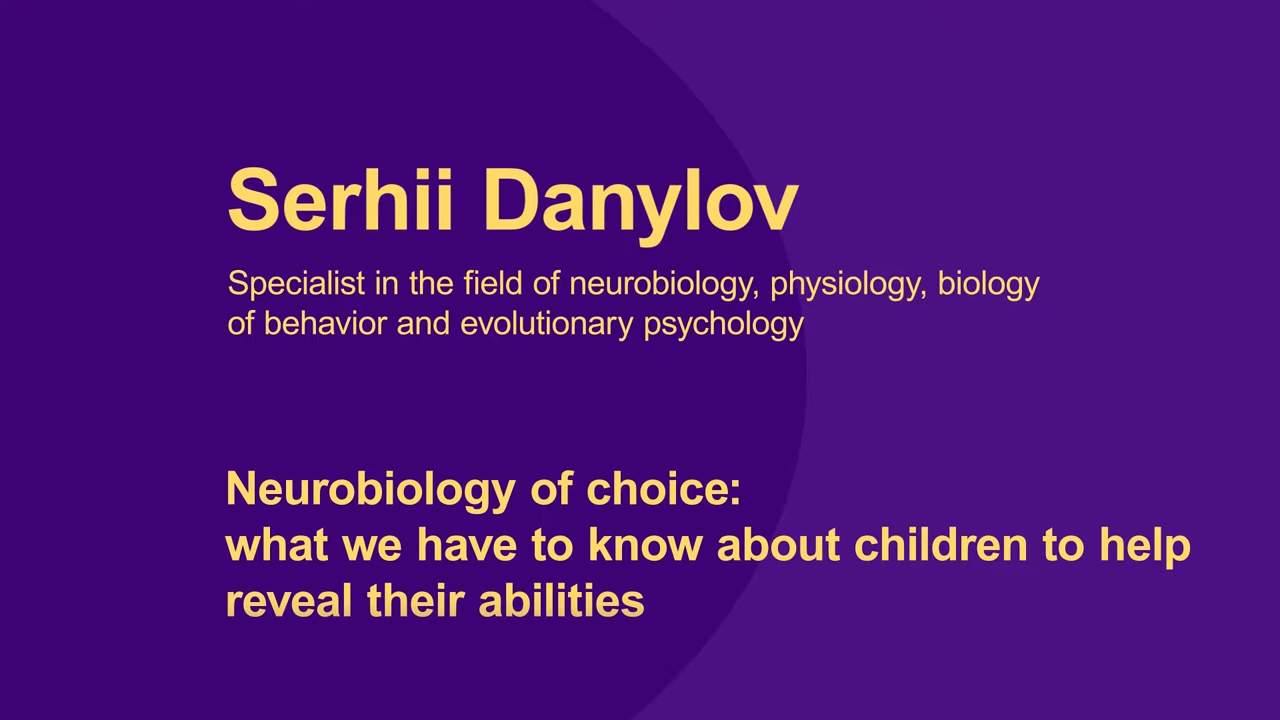 Serhii Danylov
Specialist in the field of neurobiology, physiology, biology
of behavior and evolutionary psychology
Neurobiology of choice:
what we have to know about children to help
reveal their abilities